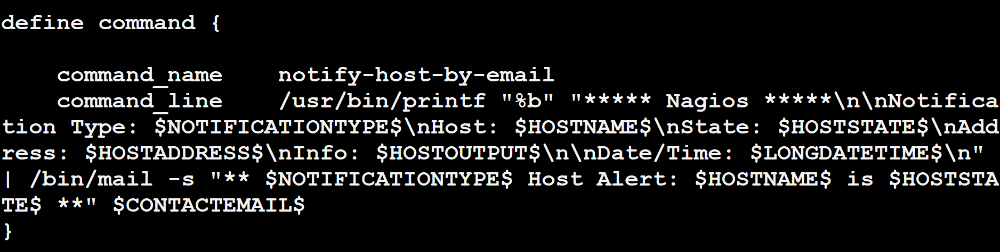 define command {
    command_name    notify-host-by-email
    command_line    /usr/bin/printf "%b" "***** Nagios *****\n\nNotifica
tion Type: $NOTIFICATIONTYPE$\nHost: $HOSTNAME$\nState: $HOSTSTATE$\nAdd
ress: $HOSTADDRESS$\nInfo: $HOSTOUTPUT$\n\nDate/Time: $LONGDATETIME$\n"
| /bin/mail -s "** $NOTIFICATIONTYPE$ Host Alert: $HOSTNAME$ is $HOSTSTA
TE$ **" $CONTACTEMAIL$
}